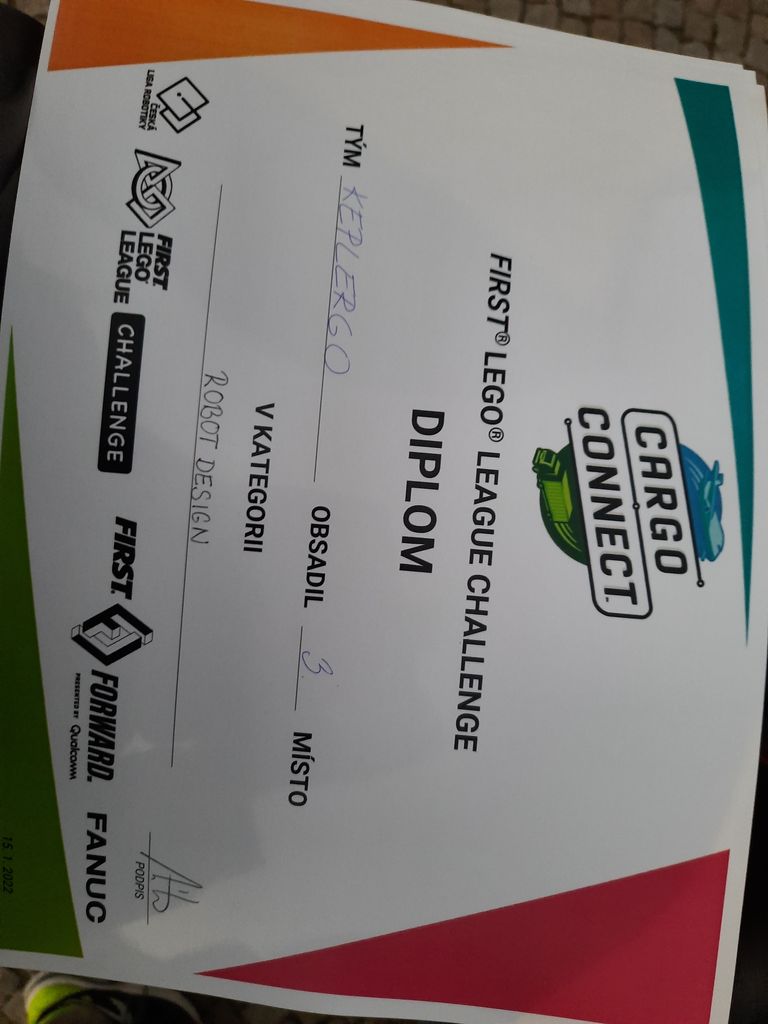 CARGO
CONNECT
FIRST® LEGO® LEAGUE CHALLENGE
DIPLOM
TÝM KEPLERGO OBSADIL 3. MÍSTO
V KATEGORII
ROBOT DESIGN
PODPIS
ČESKÁ
LIGA ROBOTIKY
FIRST
LEGO
LEAGUE
CHALLENGE
FIRST FORWARD
PRESENTED BY Qualcomm
FANUC
15. 1. 2022